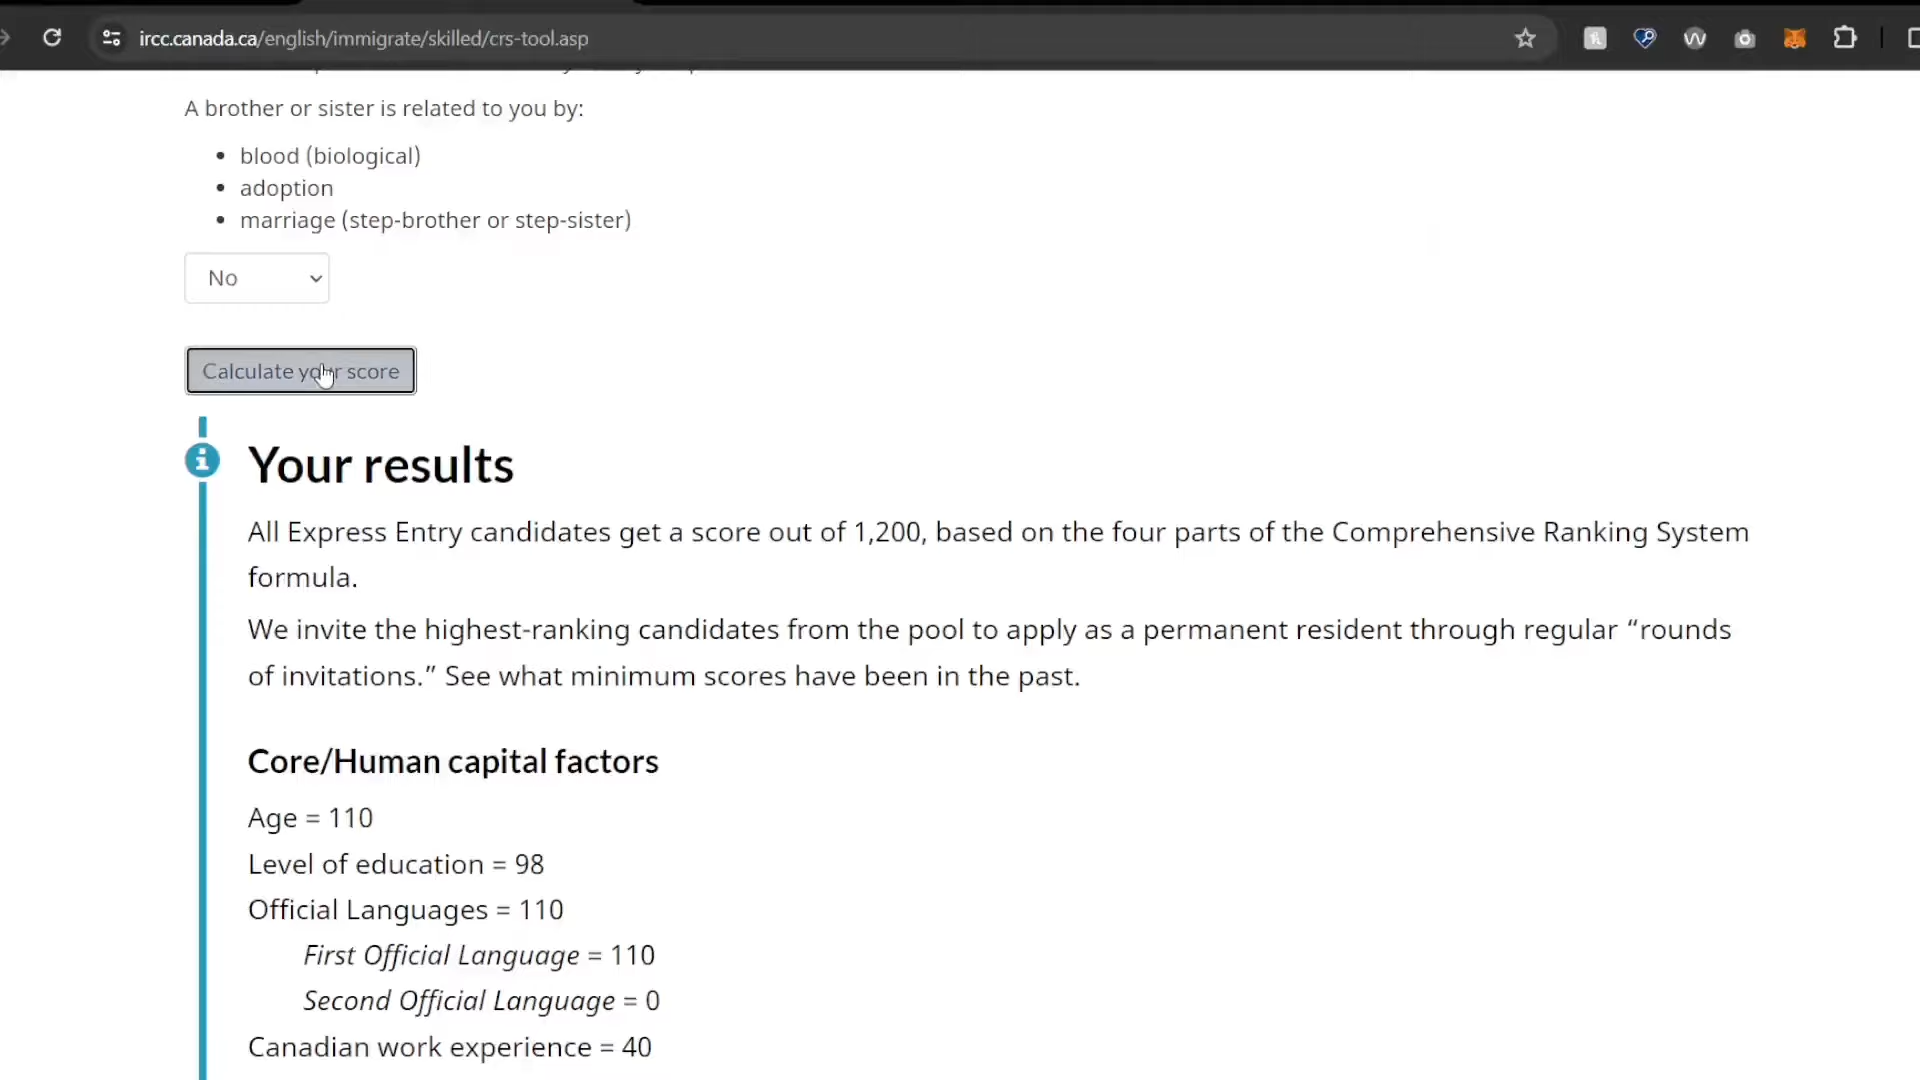 ircc.canada.ca/english/immigrate/skilled/crs-tool.asp
A brother or sister is related to you by:
• blood (biological)
• adoption
• marriage (step-brother or step-sister)
No
Calculate your score
Your results
All Express Entry candidates get a score out of 1,200, based on the four parts of the Comprehensive Ranking System
formula.
We invite the highest-ranking candidates from the pool to apply as a permanent resident through regular “rounds
of invitations.” See what minimum scores have been in the past.
Core/Human capital factors
Age = 110
Level of education = 98
Official Languages = 110
First Official Language = 110
Second Official Language = 0
Canadian work experience = 40